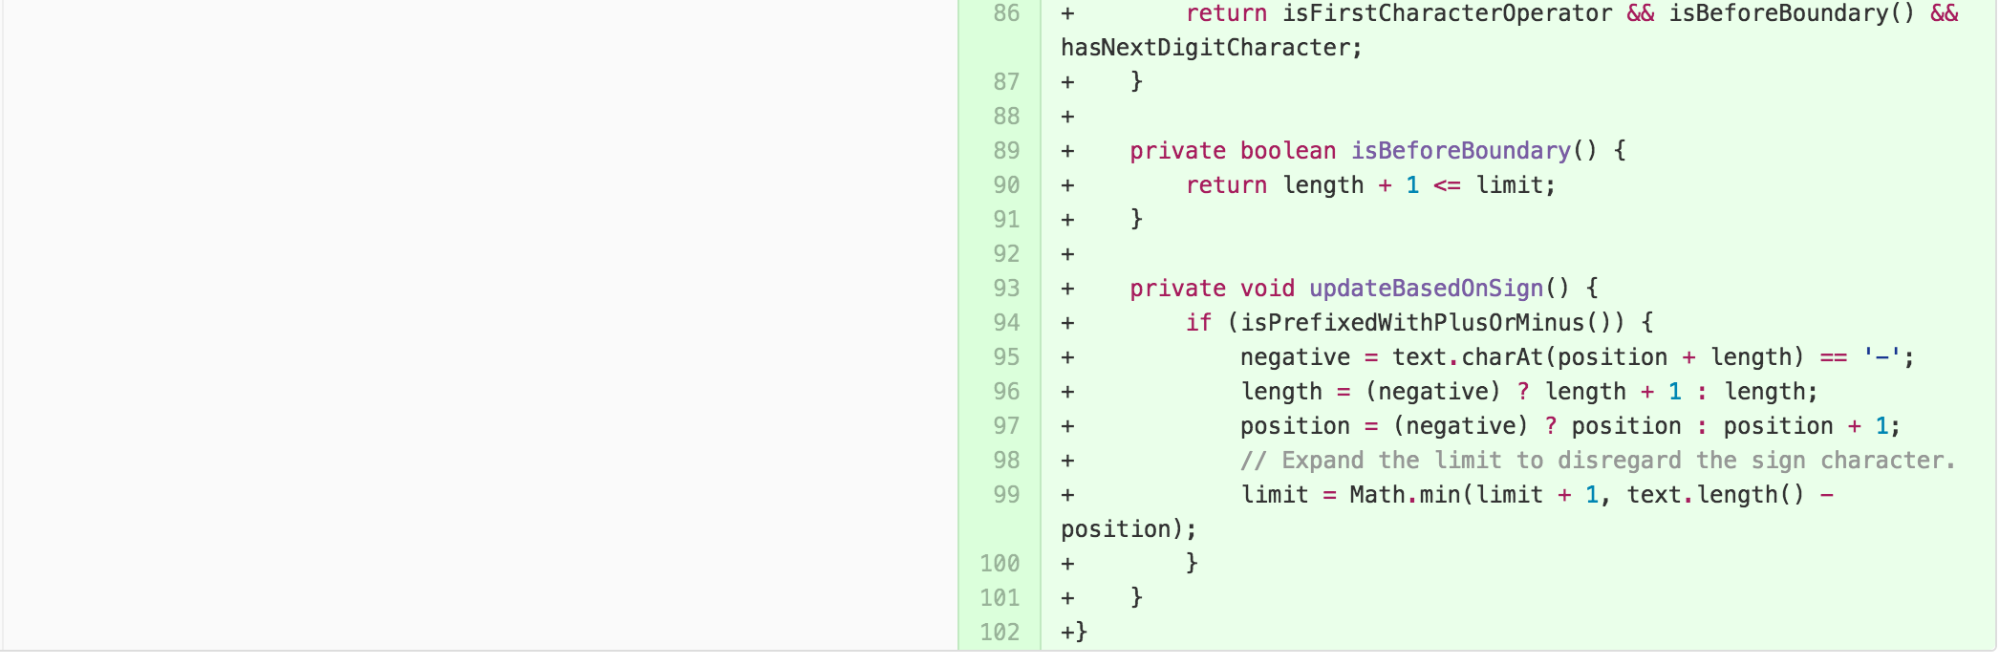 86 + return isFirstCharacterOperator && isBeforeBoundary() &&
hasNextDigitCharacter;
87 + }
88 +
89 + private boolean isBeforeBoundary() {
90 + return length + 1 <= limit;
91 + }
92 +
93 + private void updateBasedOnSign() {
94 + if (isPrefixedWithPlusOrMinus()) {
95 + negative = text.charAt(position + length) == '-';
96 + length = (negative) ? length + 1 : length;
97 + position = (negative) ? position : position + 1;
98 + // Expand the limit to disregard the sign character.
99 + limit = Math.min(limit + 1, text.length() -
position);
100 + }
101 + }
102 +}